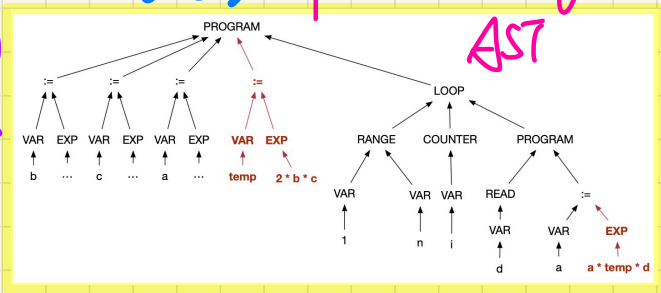 PROGRAM
AST
:= := := :=
LOOP
VAR EXP VAR EXP VAR EXP VAR EXP
RANGE COUNTER PROGRAM
b ... c ... a ... temp 2 * b * c
VAR VAR VAR READ :=
1 n i VAR VAR EXP
d a a * temp * d